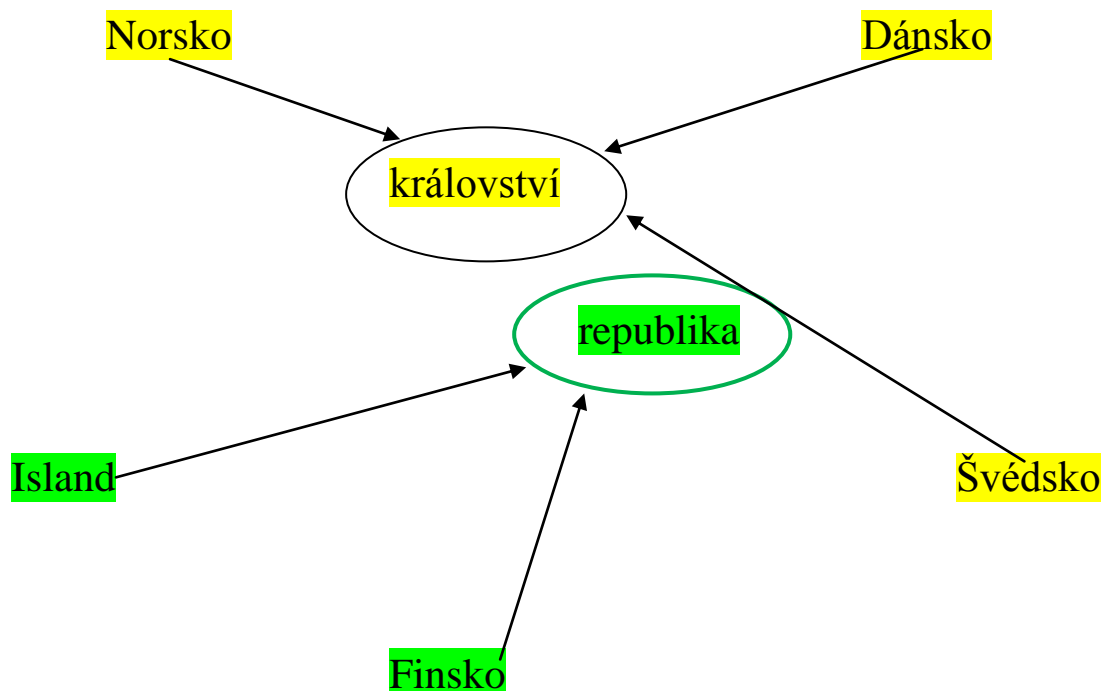 Norsko
Dánsko
království
republika
Island
Švédsko
Finsko